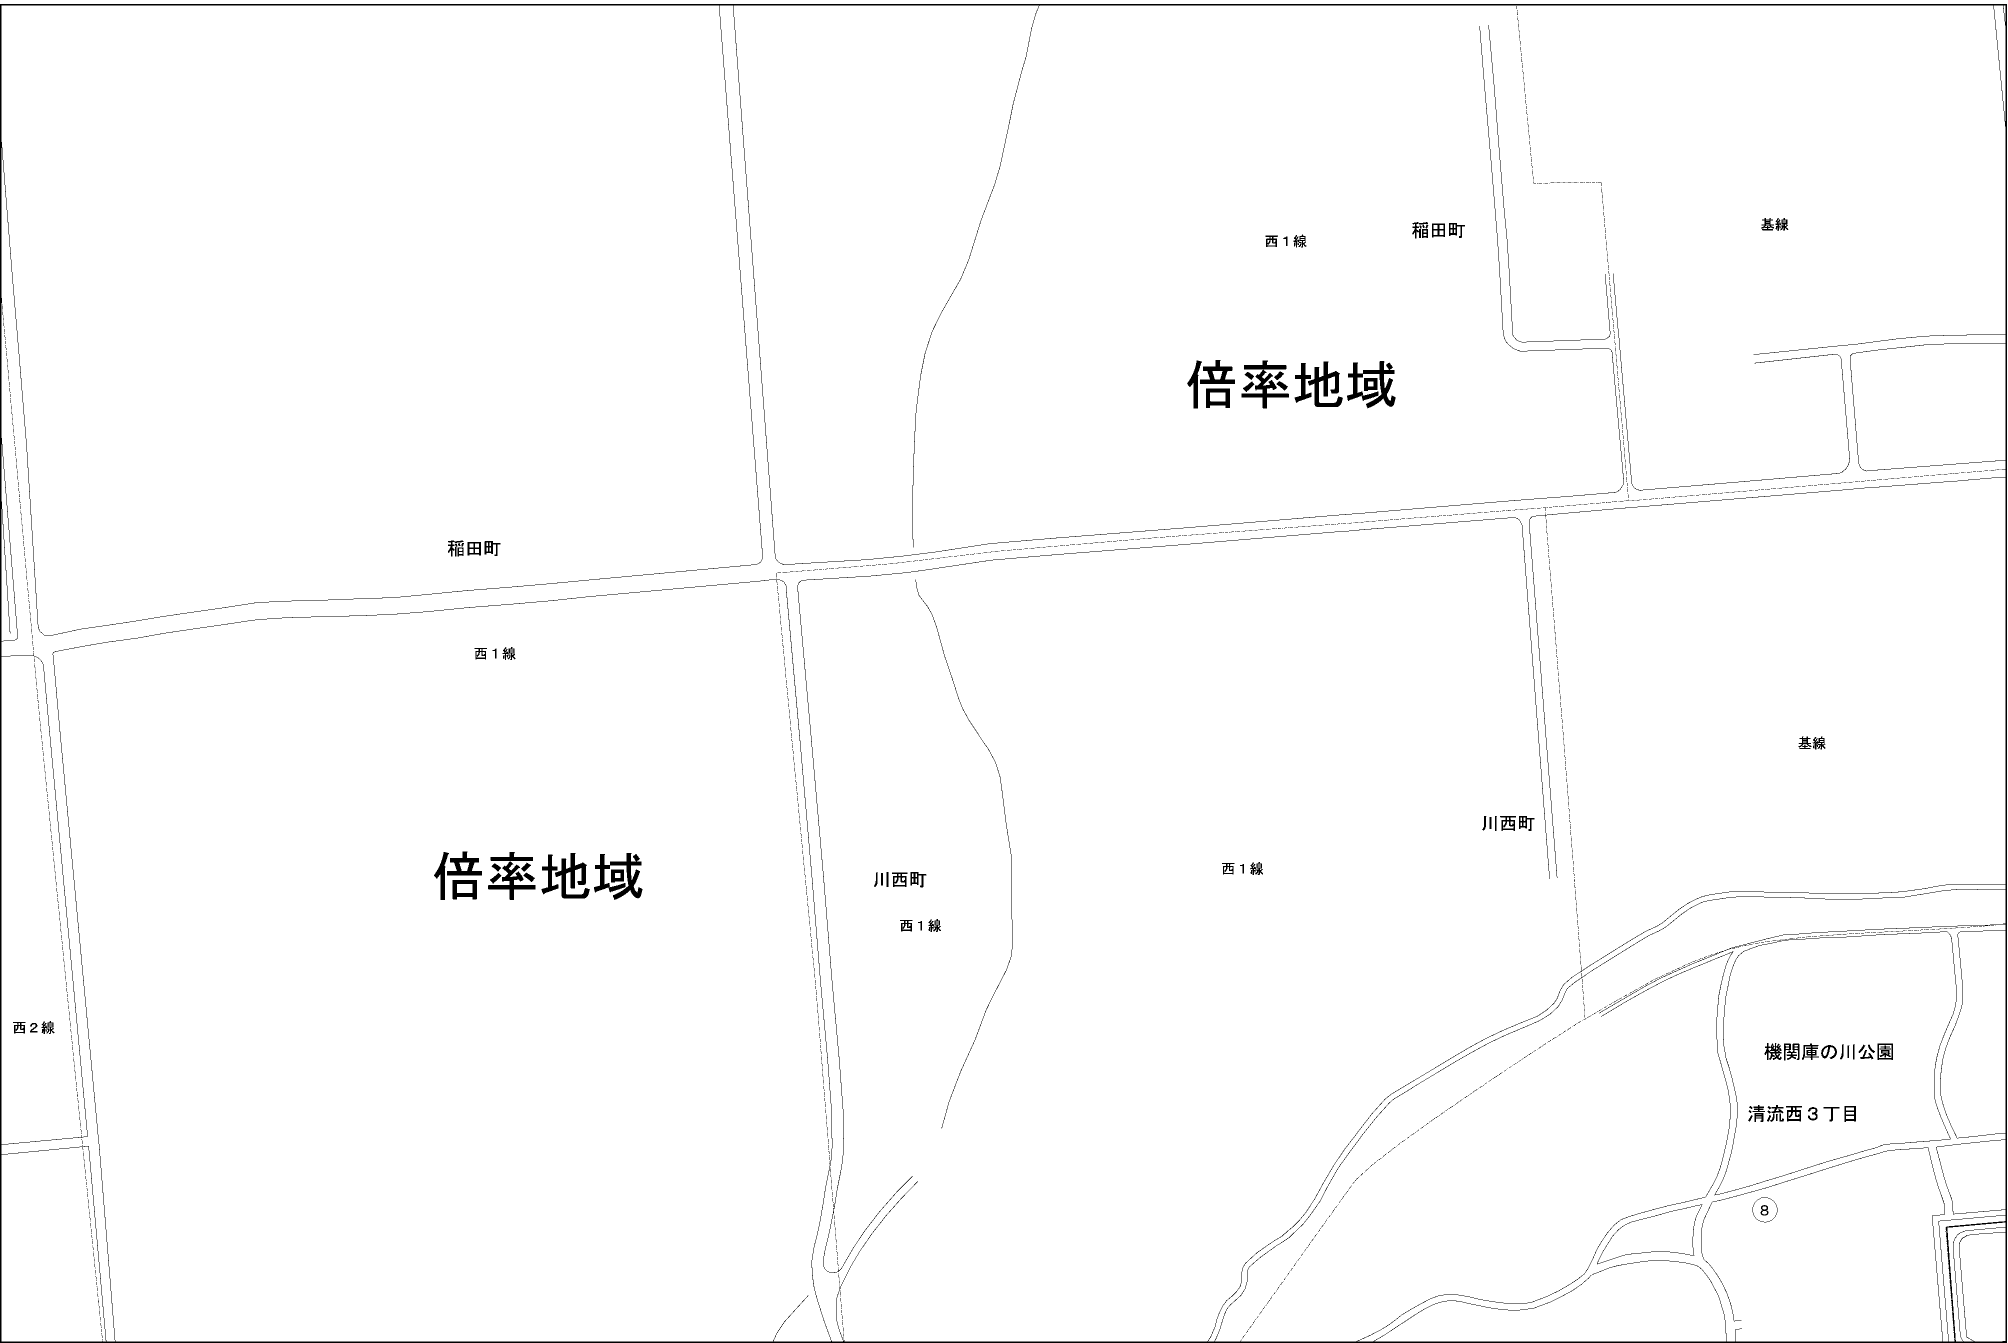 基線
稲田町
西１線
倍率地域
稲田町
西１線
基線
川西町
倍率地域
川西町
西１線
西１線
西２線
機関庫の川公園
清流西３丁目
8